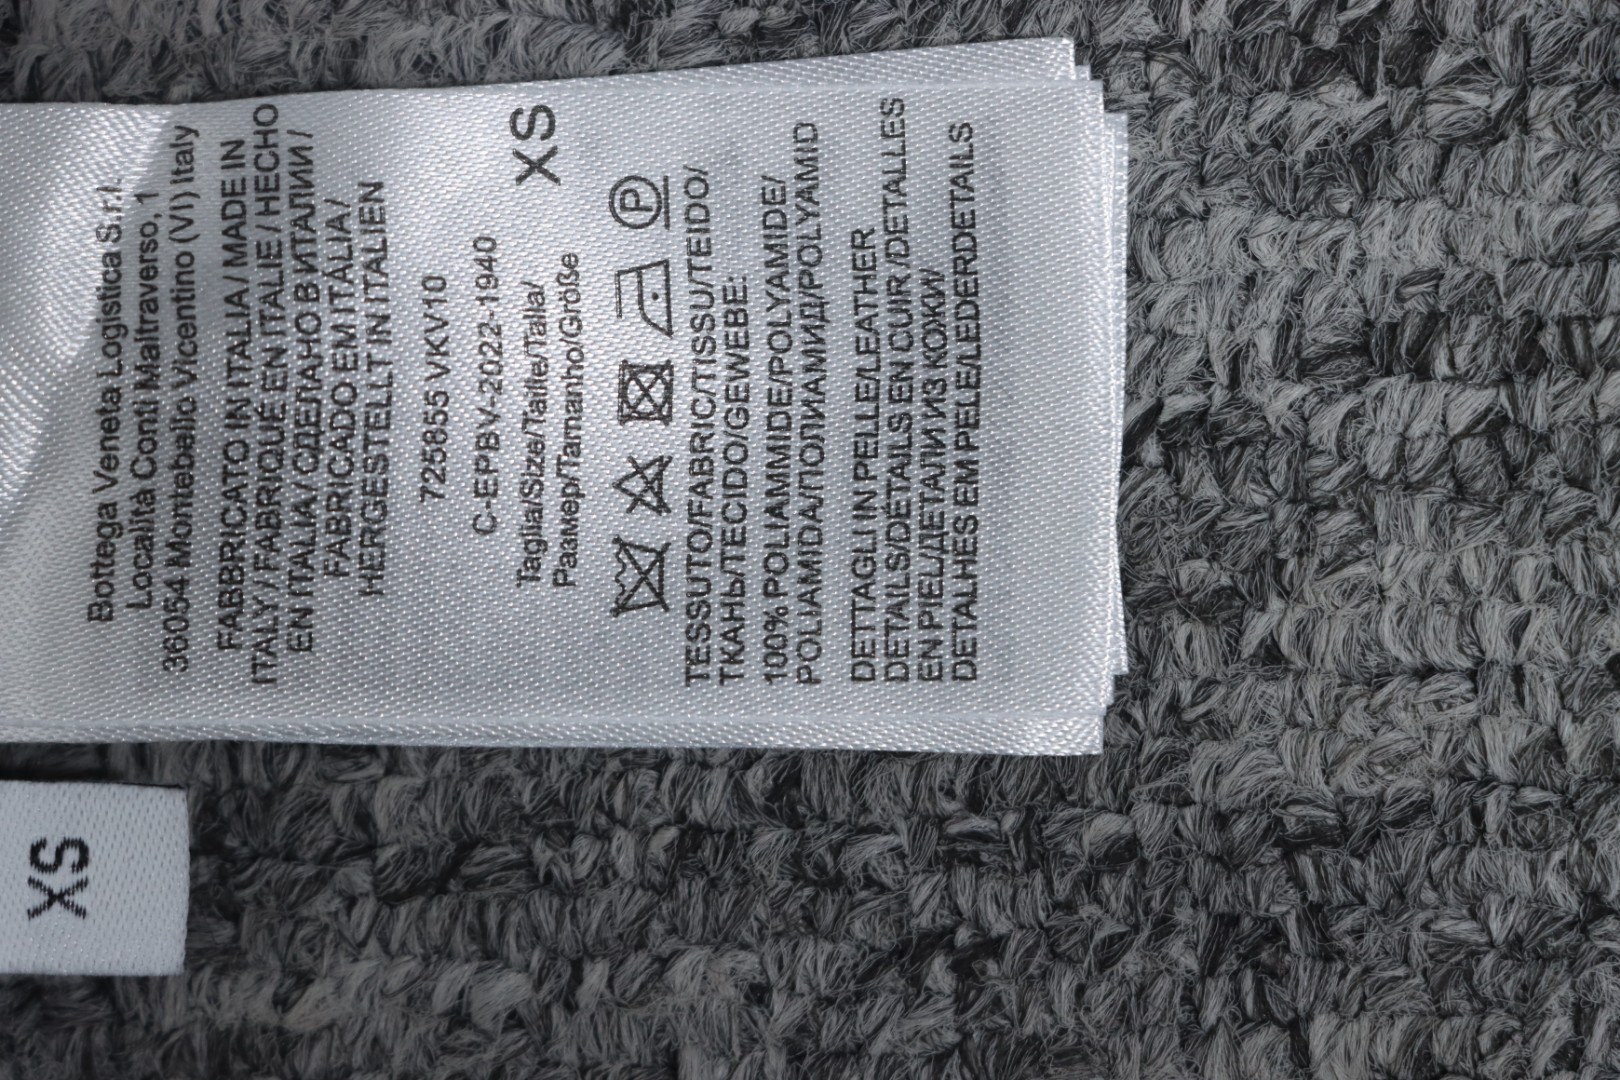 Bottega Veneta Logistica S.r.l.
Località Conti Maltraverso, 1
36054 Montebello Vicentino (VI) Italy
FABBRICATO IN ITALIA / MADE IN
ITALY / FABRIQUÉ EN ITALIE / HECHO
EN ITALIA / СДЕЛАНО В ИТАЛИИ /
FABRICADO EM ITÁLIA /
HERGESTELLT IN ITALIEN
725855 VKV10
C-EPBV-2022-1940
Taglia/Size/Taille/Talla/
Размер/Tamanho/Größe
XS
P
TESSUTO/FABRIC/TISSU/TEIDO/
ТКАНЬ/TECIDO/GEWEBE:
100% POLIAMMIDE/POLYAMIDE/
POLIAMIDA/ПОЛИАМИД/POLYAMID
DETTAGLI IN PELLE/LEATHER
DETAILS/DÉTAILS EN CUIR /DETALLES
EN PIEL/ДЕТАЛИ ИЗ КОЖИ/
DETALHES EM PELE/LEDERDETAILS
XS